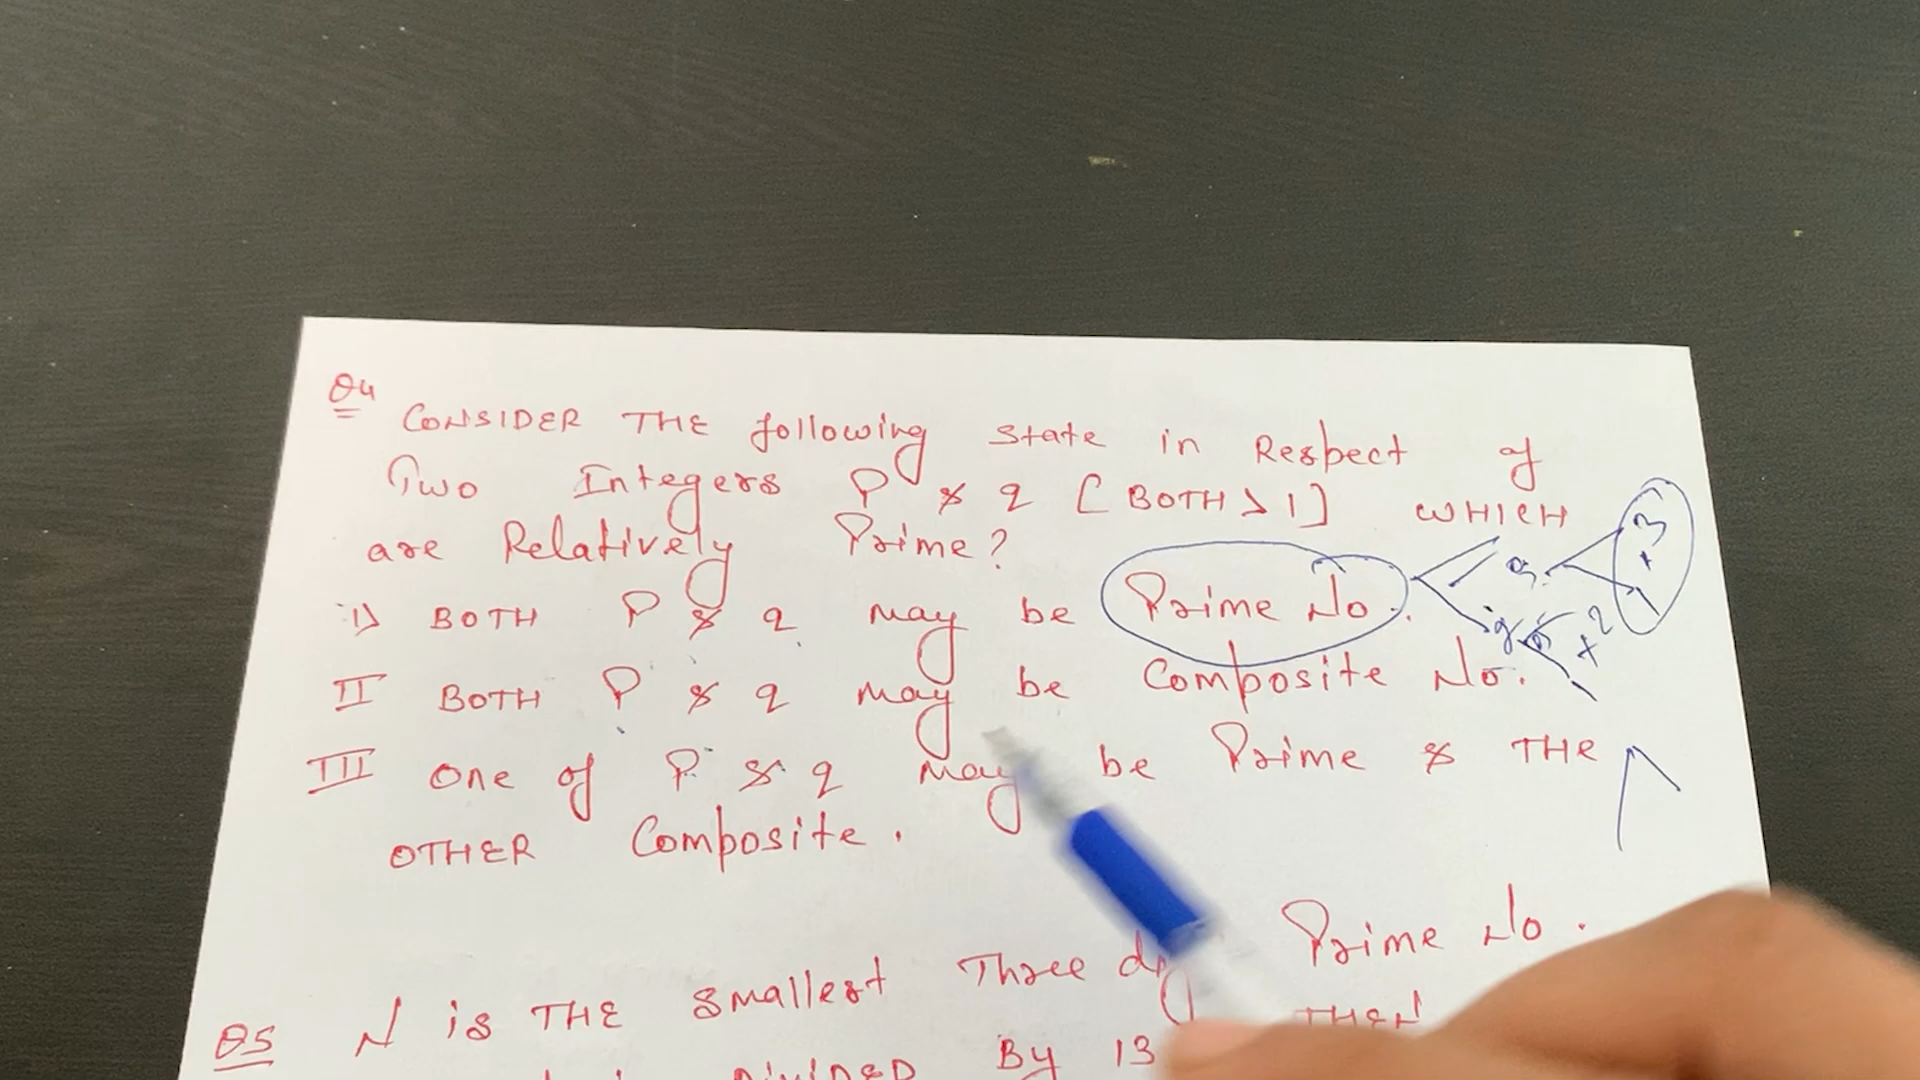 Q4
CONSIDER THE following state in Respect of
Two Integers P & q [BOTH > 1] WHICH
are Relatively Prime?
I) BOTH P & q may be Prime No.
II BOTH P & q may be Composite No.
III One of P & q may be Prime & THE
OTHER Composite.
Q5 N is THE smallest Three Prime No.
DIVIDED By 13 THEN